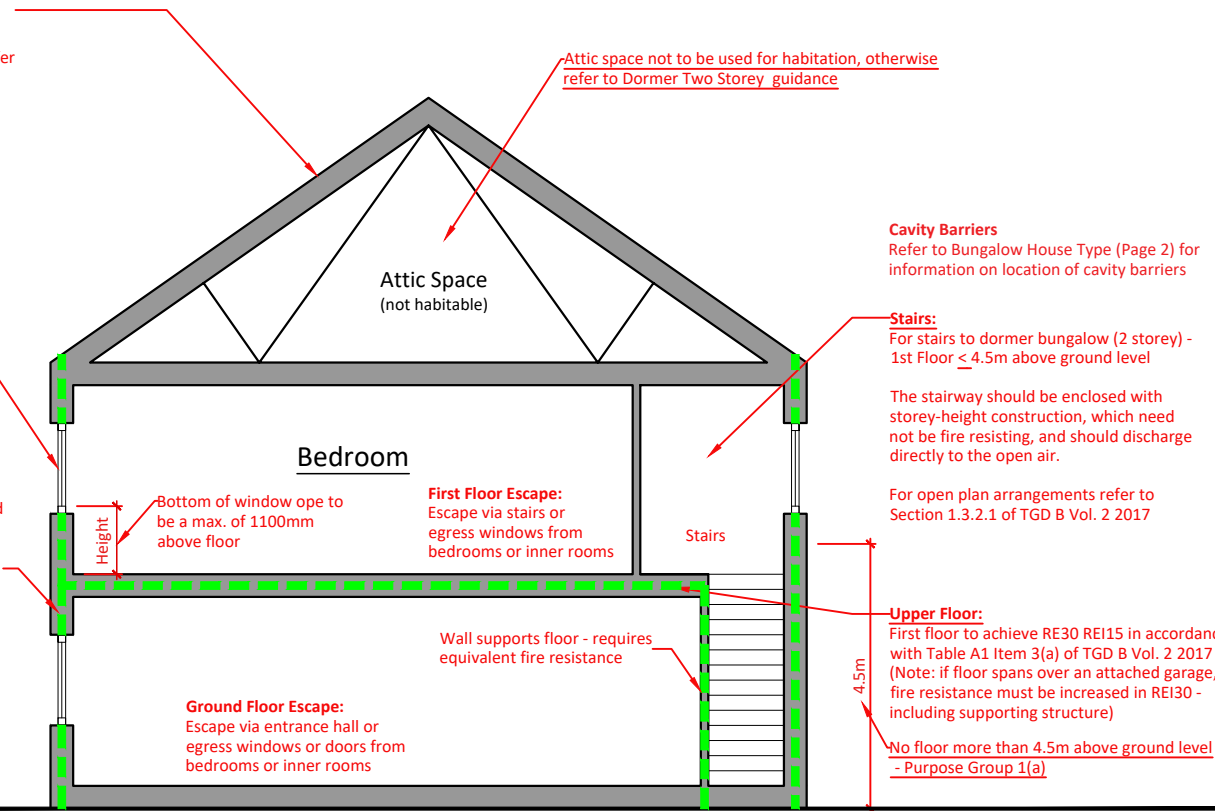 er
Attic space not to be used for habitation, otherwise
refer to Dormer Two Storey guidance
Attic Space
(not habitable)
Cavity Barriers
Refer to Bungalow House Type (Page 2) for
information on location of cavity barriers
Stairs:
For stairs to dormer bungalow (2 storey) -
1st Floor ≤ 4.5m above ground level
The stairway should be enclosed with
storey-height construction, which need
not be fire resisting, and should discharge
directly to the open air.
For open plan arrangements refer to
Section 1.3.2.1 of TGD B Vol. 2 2017
Bedroom
Height
Bottom of window ope to
be a max. of 1100mm
above floor
First Floor Escape:
Escape via stairs or
egress windows from
bedrooms or inner rooms
Stairs
Wall supports floor - requires
equivalent fire resistance
Ground Floor Escape:
Escape via entrance hall or
egress windows or doors from
bedrooms or inner rooms
4.5m
Upper Floor:
First floor to achieve RE30 REI15 in accordanc
with Table A1 Item 3(a) of TGD B Vol. 2 2017
(Note: if floor spans over an attached garage,
fire resistance must be increased in REI30 -
including supporting structure)
No floor more than 4.5m above ground level
- Purpose Group 1(a)